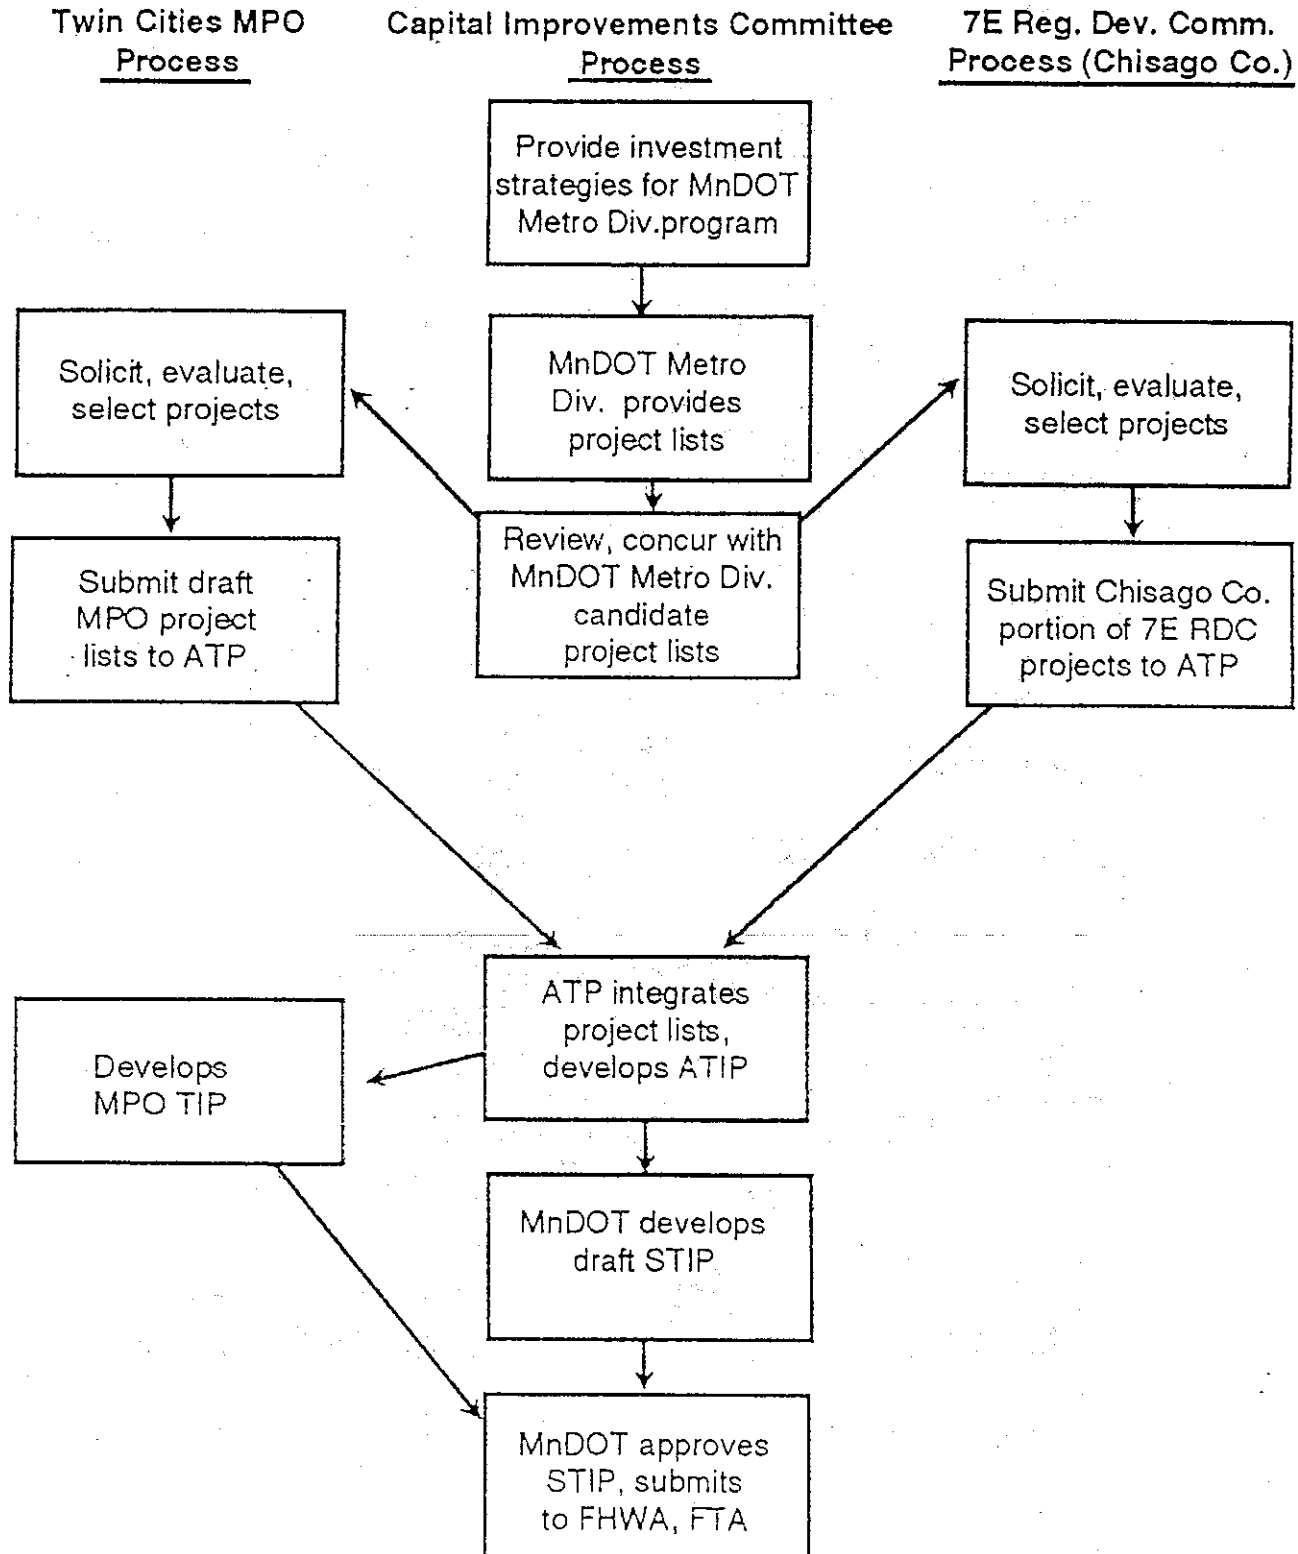 Twin Cities MPO
Process
Capital Improvements Committee
Process
7E Reg. Dev. Comm.
Process (Chisago Co.)
Provide investment
strategies for MnDOT
Metro Div.program
Solicit, evaluate,
select projects
MnDOT Metro
Div. provides
project lists
Solicit, evaluate,
select projects
Submit draft
MPO project
lists to ATP
Review, concur with
MnDOT Metro Div.
candidate
project lists
Submit Chisago Co.
portion of 7E RDC
projects to ATP
ATP integrates
project lists,
develops ATIP
Develops
MPO TIP
MnDOT develops
draft STIP
MnDOT approves
STIP, submits
to FHWA, FTA